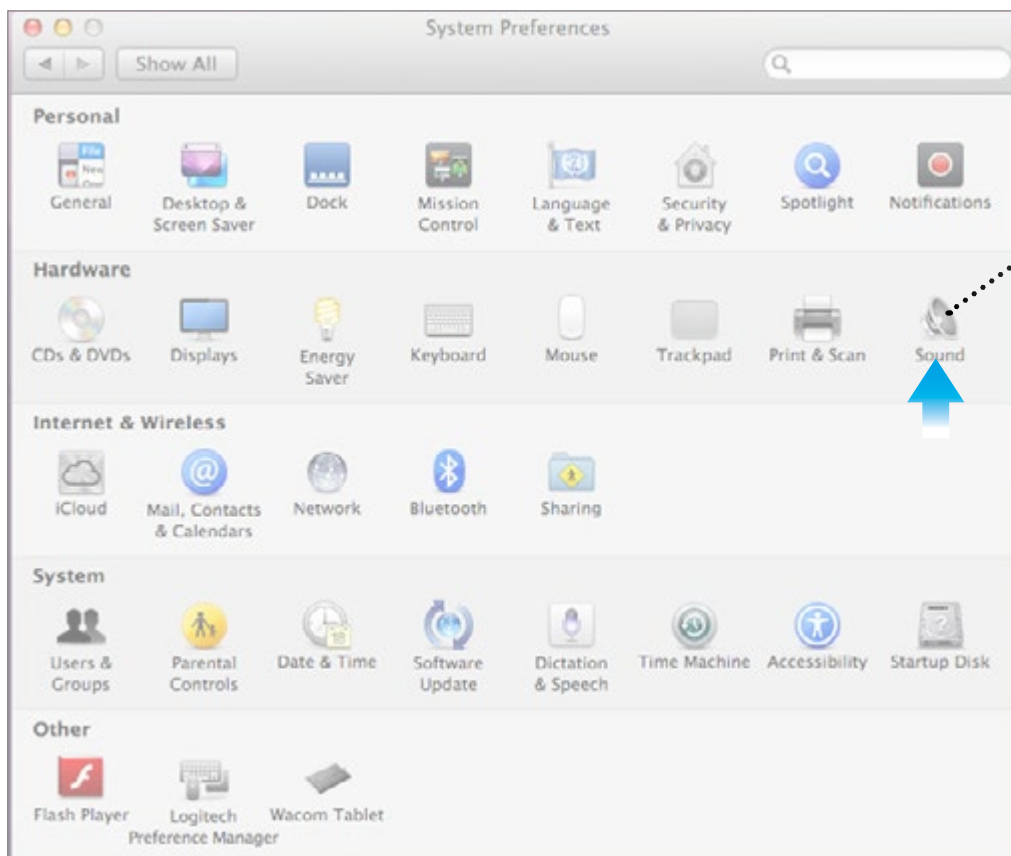 System Preferences
Show All
Personal
File
New
General
Desktop &
Screen Saver
Dock
Mission
Control
Language
& Text
Security
& Privacy
Spotlight
Notifications
Hardware
CDs & DVDs
Displays
Energy
Saver
Keyboard
Mouse
Trackpad
Print & Scan
Sound
Internet & Wireless
iCloud
@
Mail, Contacts
& Calendars
Network
Bluetooth
Sharing
System
Users &
Groups
Parental
Controls
18
Date & Time
Software
Update
Dictation
& Speech
Time Machine
Accessibility
?
Startup Disk
Other
Flash Player
Logitech
Preference Manager
Wacom Tablet